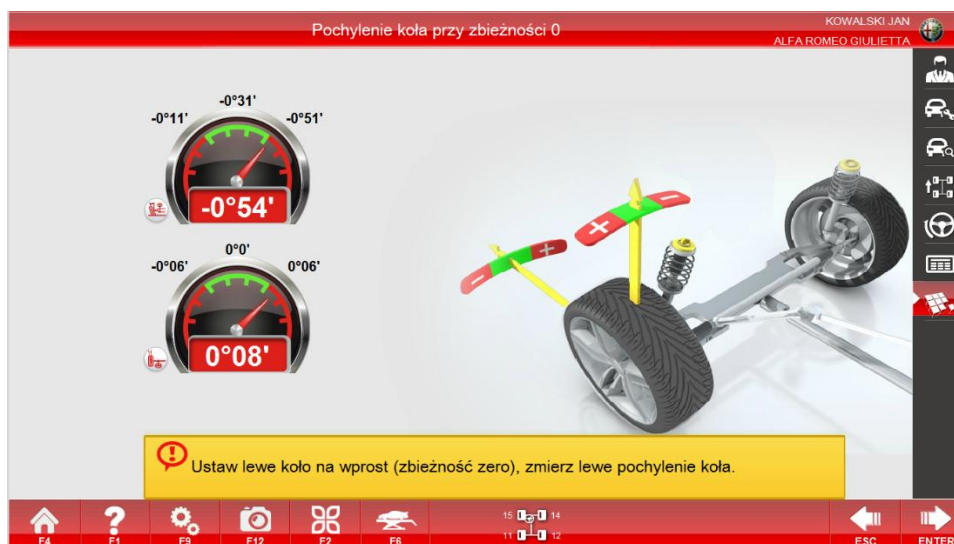 Pochylenie koła przy zbieżności 0
KOWALSKI JAN
ALFA ROMEO GIULIETTA
-0°11' -0°31' -0°51'
-0°54'
-0°06' 0°0' 0°06'
0°08'
Ustaw lewe koło na wprost (zbieżność zero), zmierz lewe pochylenie koła.
15 14
11 12
F4 F1 F9 F12 F2 F6 ESC ENTER